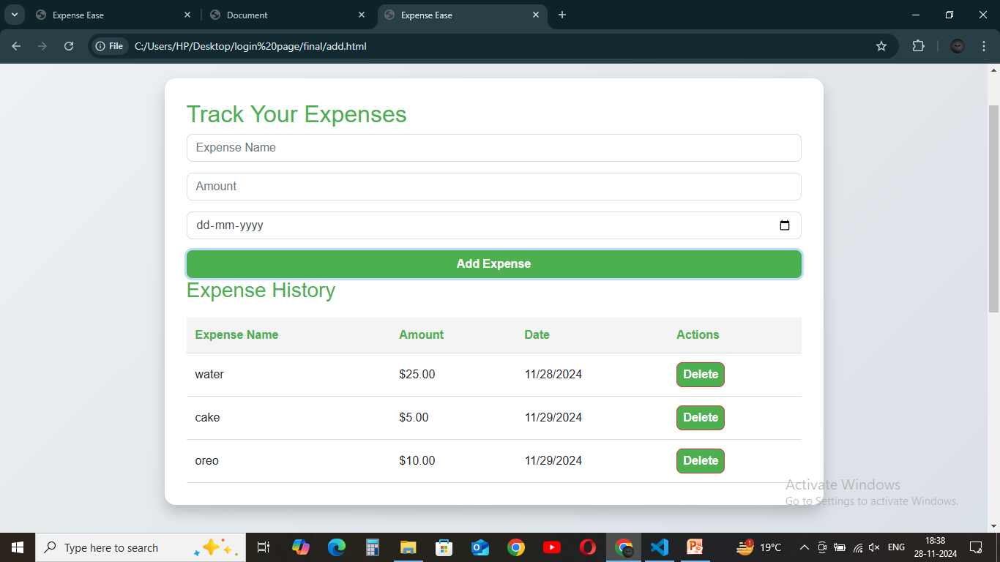 Expense Ease
Document
Expense Ease
File C:/Users/HP/Desktop/login%20page/final/add.html
Track Your Expenses
Expense Name
Amount
dd-mm-yyyy
Add Expense
Expense History
Expense Name Amount Date Actions
water $25.00 11/28/2024 Delete
cake $5.00 11/29/2024 Delete
oreo $10.00 11/29/2024 Delete
Activate Windows
Go to Settings to activate Windows.
Type here to search
1
19°C
ENG
18:38
28-11-2024